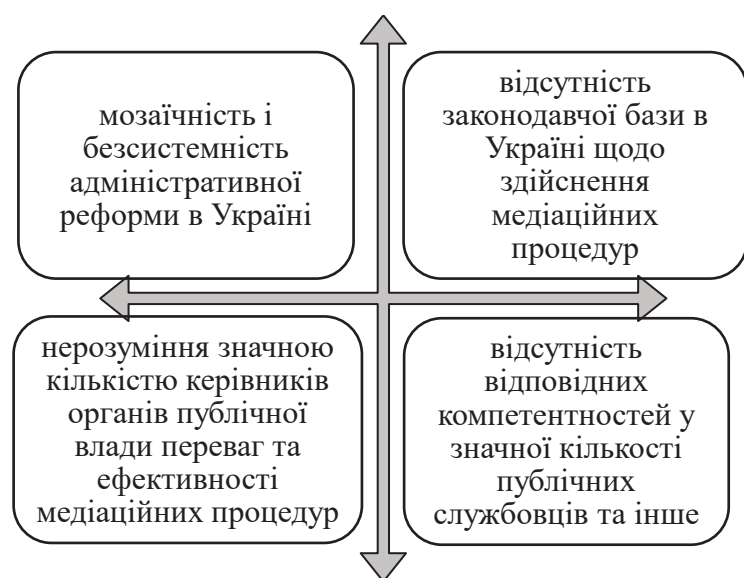 мозаїчність і
безсистемність
адміністративної
реформи в Україні
відсутність
законодавчої бази в
Україні щодо
здійснення
медіаційних
процедур
нерозуміння значною
кількістю керівників
органів публічної
влади переваг та
ефективності
медіаційних процедур
відсутність
відповідних
компетентностей у
значної кількості
публічних
службовців та інше